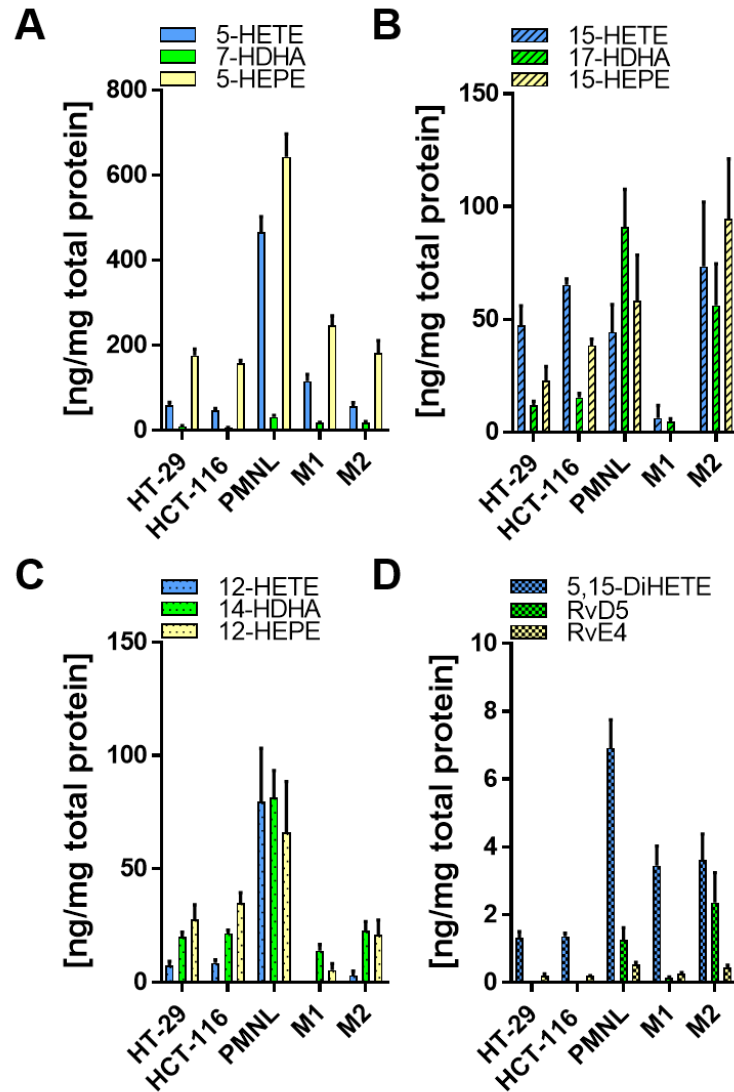 A
5-HETE
7-HDHA
5-HEPE
[ng/mg total protein]
800
600
400
200
0
HT-29
HCT-116
PMNL
M1
M2
B
15-HETE
17-HDHA
15-HEPE
[ng/mg total protein]
150
100
50
0
HT-29
HCT-116
PMNL
M1
M2
C
12-HETE
14-HDHA
12-HEPE
[ng/mg total protein]
150
100
50
0
HT-29
HCT-116
PMNL
M1
M2
D
5,15-DiHETE
RvD5
RvE4
[ng/mg total protein]
10
8
6
4
2
0
HT-29
HCT-116
PMNL
M1
M2